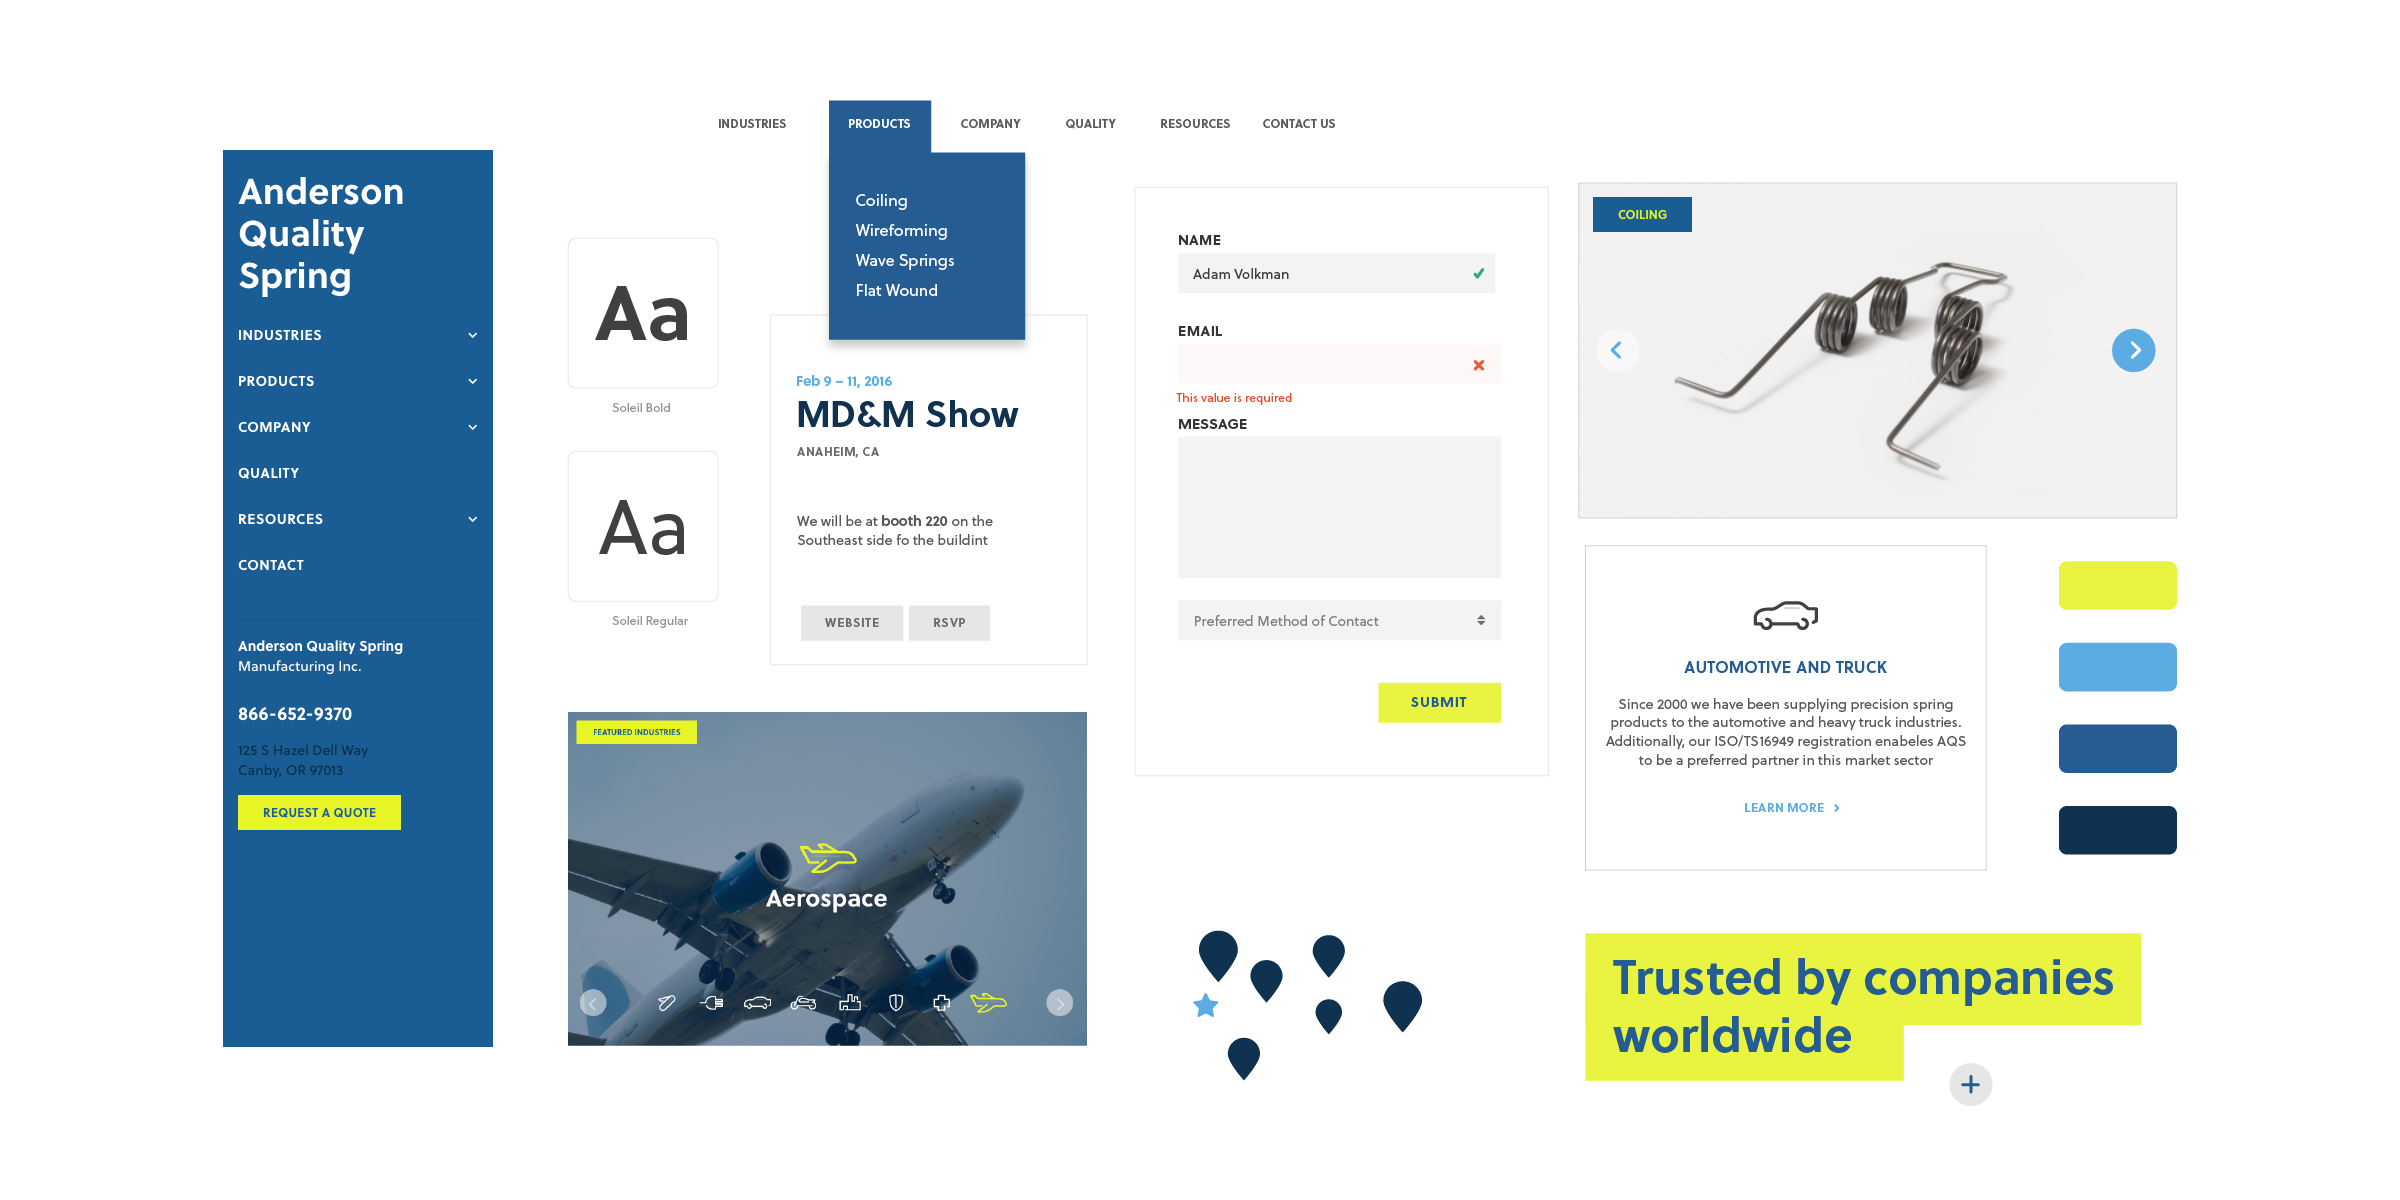 INDUSTRIES
PRODUCTS
COMPANY
QUALITY
RESOURCES
CONTACT US
Coiling
Wireforming
Wave Springs
Flat Wound
Anderson
Quality
Spring
INDUSTRIES
PRODUCTS
COMPANY
QUALITY
RESOURCES
CONTACT
Anderson Quality Spring
Manufacturing Inc.
866-652-9370
125 S Hazel Dell Way
Canby, OR 97013
REQUEST A QUOTE
Aa
Soleil Bold
Aa
Soleil Regular
Feb 9 – 11, 2016
MD&M Show
ANAHEIM, CA
We will be at booth 220 on the
Southeast side fo the buildint
WEBSITE
RSVP
FEATURED INDUSTRIES
Aerospace
NAME
Adam Volkman
EMAIL
This value is required
MESSAGE
Preferred Method of Contact
SUBMIT
COILING
AUTOMOTIVE AND TRUCK
Since 2000 we have been supplying precision spring
products to the automotive and heavy truck industries.
Additionally, our ISO/TS16949 registration enabeles AQS
to be a preferred partner in this market sector
LEARN MORE
Trusted by companies
worldwide